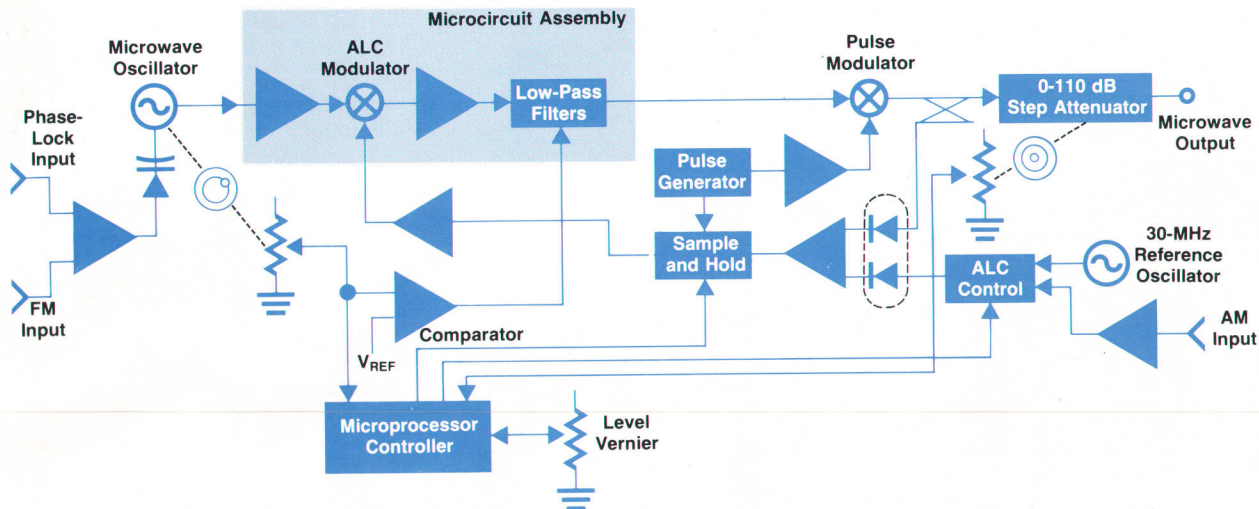 Microcircuit Assembly
Microwave
Oscillator
ALC
Modulator
Low-Pass
Filters
Pulse
Modulator
0-110 dB
Step Attenuator
Microwave
Output
Phase-
Lock
Input
FM
Input
Pulse
Generator
Sample
and Hold
30-MHz
Reference
Oscillator
ALC
Control
AM
Input
Comparator
VREF
Microprocessor
Controller
Level
Vernier